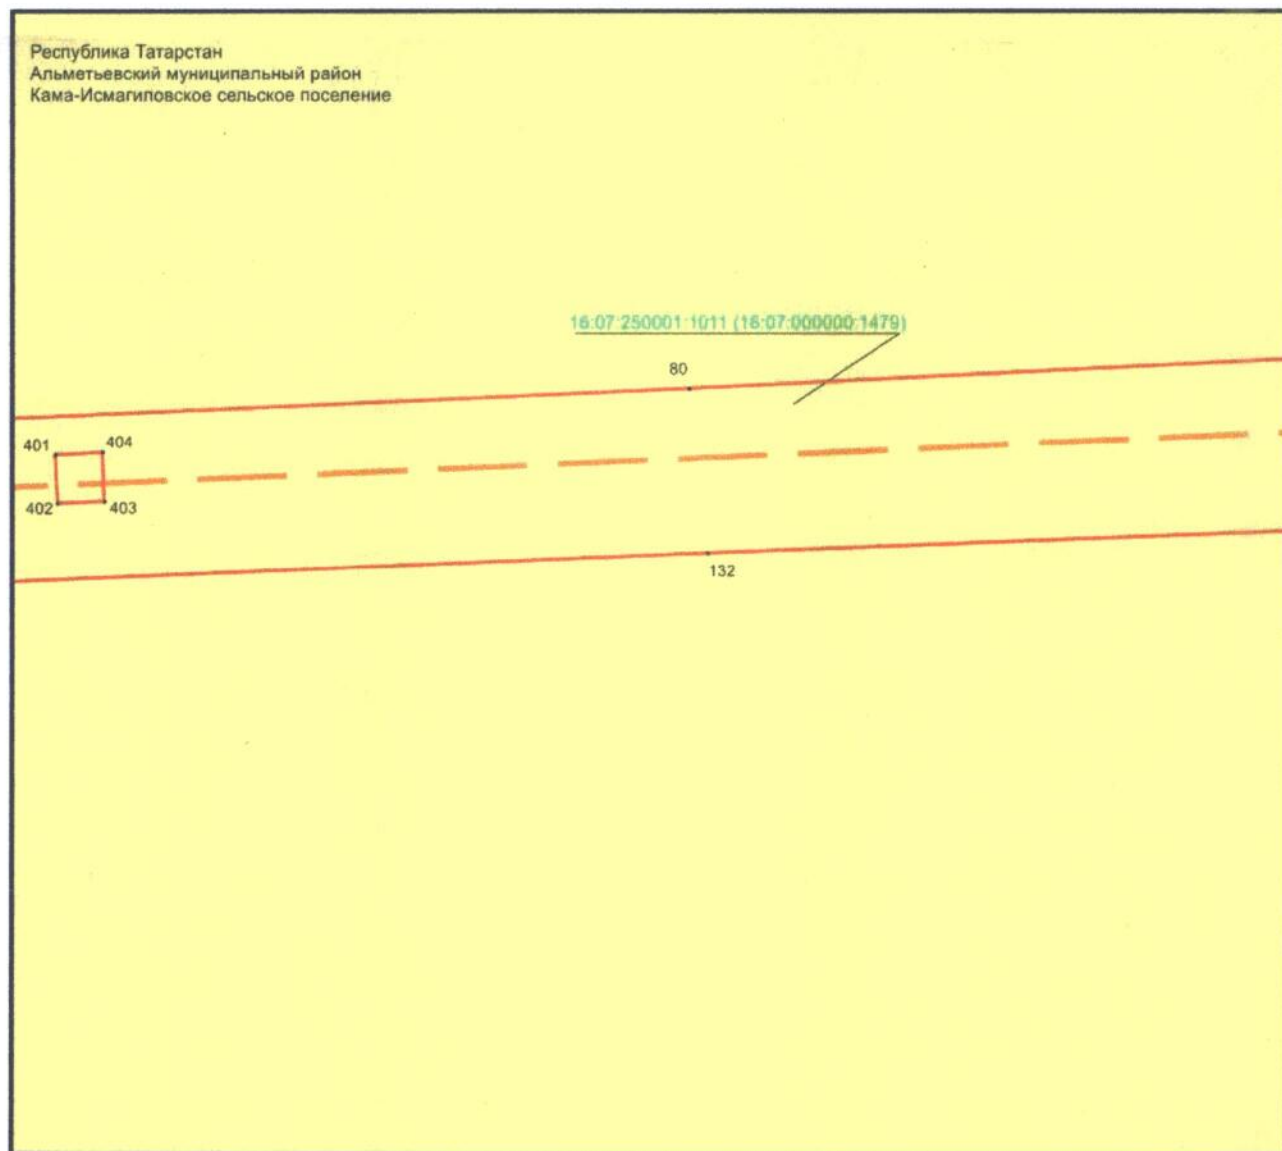 Республика Татарстан
Альметьевский муниципальный район
Кама-Исмагиловское сельское поселение
16:07:250001:1011 (16:07:000000:1479)
80
401
404
402
403
132